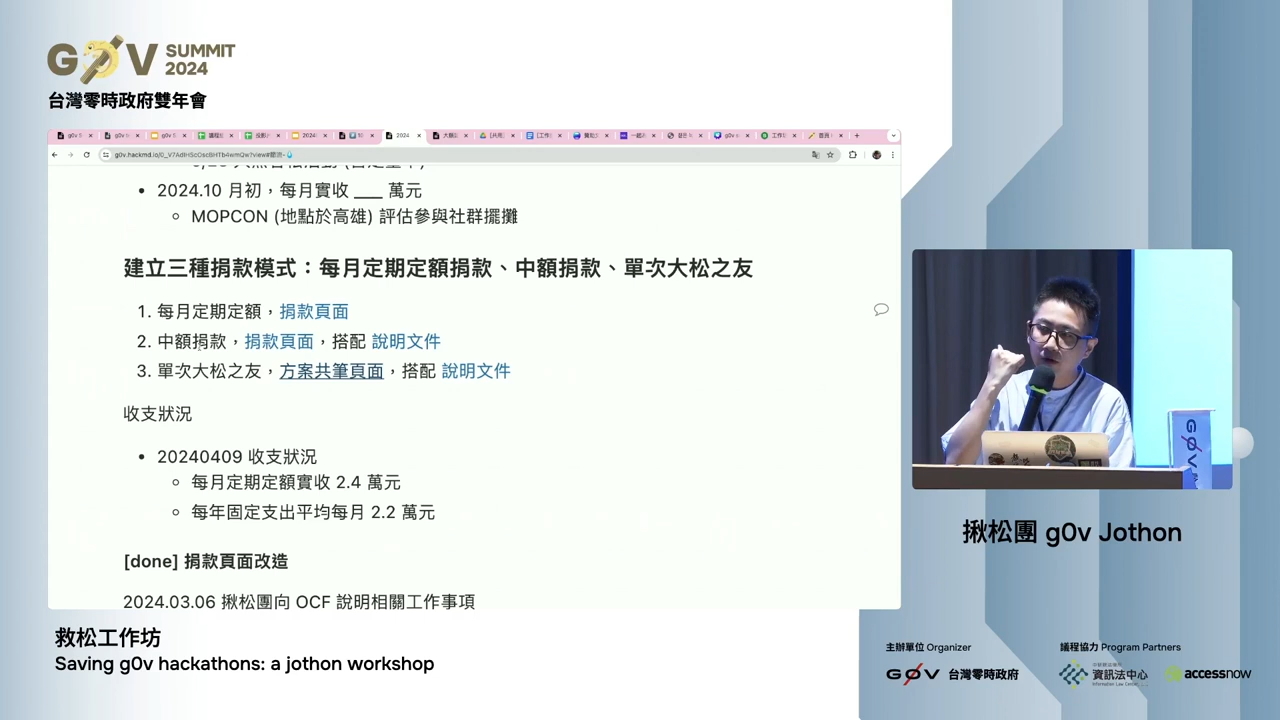 G0V SUMMIT 2024
台灣零時政府雙年會
g0v.hackmd.io
2024.10 月初，每月實收 ___ 萬元
MOPCON (地點於高雄) 評估參與社群擺攤
建立三種捐款模式：每月定期定額捐款、中額捐款、單次大松之友
1. 每月定期定額，捐款頁面
2. 中額捐款，捐款頁面，搭配 說明文件
3. 單次大松之友，方案共筆頁面，搭配 說明文件
收支狀況
20240409 收支狀況
每月定期定額實收 2.4 萬元
每年固定支出平均每月 2.2 萬元
[done] 捐款頁面改造
2024.03.06 揪松團向 OCF 說明相關工作事項
G0V
揪松團 g0v Jothon
救松工作坊
Saving g0v hackathons: a jothon workshop
主辦單位 Organizer
G0V 台灣零時政府
議程協力 Program Partners
資訊法中心
Information Law Center
accessnow